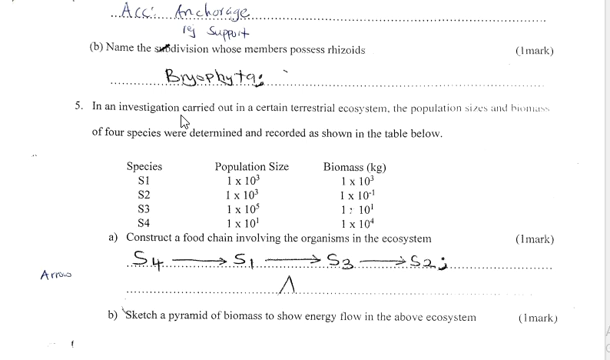 Acc: Anchorage
rej Support
(b) Name the subdivision whose members possess rhizoids (1mark)
Bryophyta;
5. In an investigation carried out in a certain terrestrial ecosystem, the population sizes and biomass
of four species were determined and recorded as shown in the table below.
Species Population Size Biomass (kg)
S1 1 x 10³ 1 x 10³
S2 1 x 10³ 1 x 10⁻¹
S3 1 x 10⁵ 1 : 10¹
S4 1 x 10¹ 1 x 10⁴
a) Construct a food chain involving the organisms in the ecosystem (1mark)
S4 → S1 → S3 → S2;
Arrow
b) Sketch a pyramid of biomass to show energy flow in the above ecosystem (1mark)